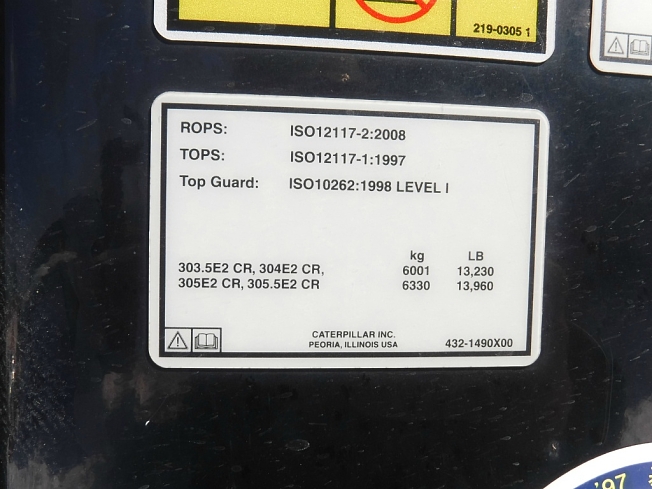 219-0305 1
ROPS: ISO12117-2:2008
TOPS: ISO12117-1:1997
Top Guard: ISO10262:1998 LEVEL I
kg LB
303.5E2 CR, 304E2 CR, 6001 13,230
305E2 CR, 305.5E2 CR 6330 13,960
CATERPILLAR INC.
PEORIA, ILLINOIS USA 432-1490X00
'97